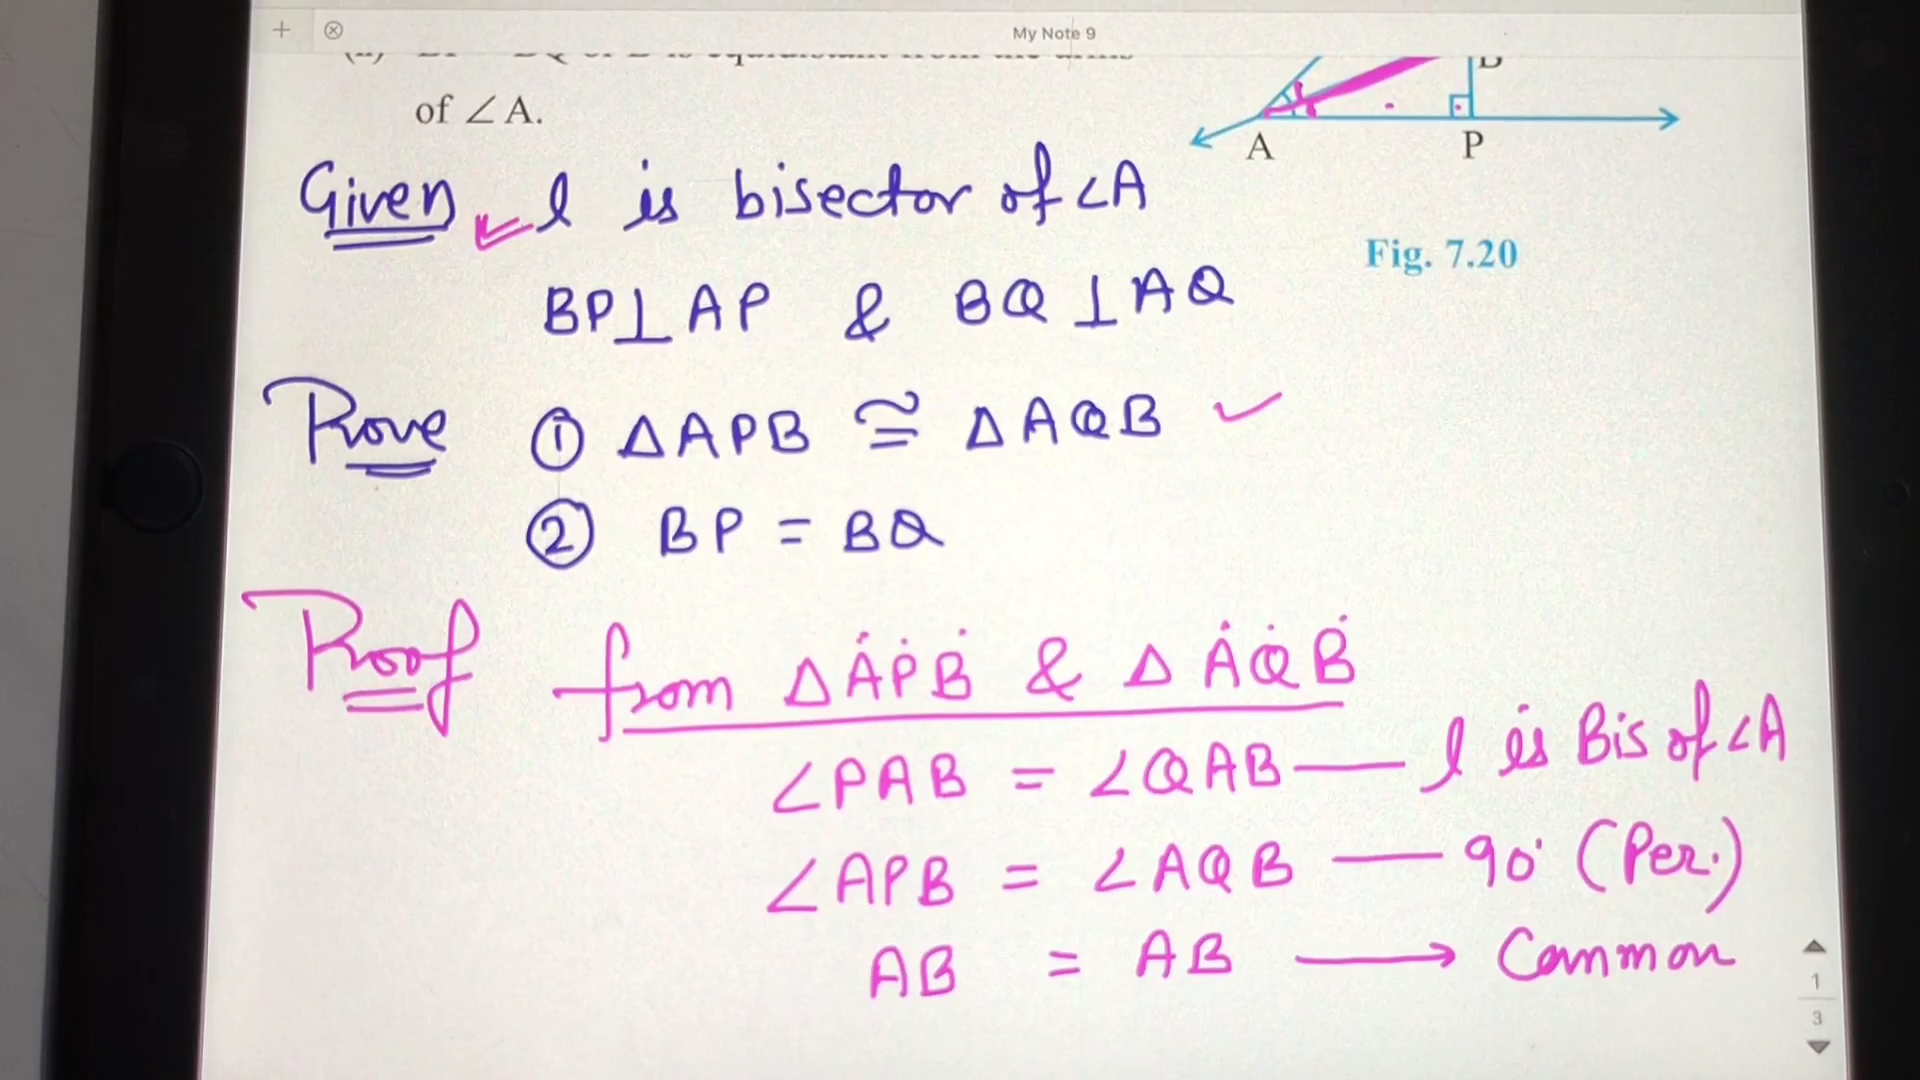 My Note 9
of ∠A.
A
P
Fig. 7.20
Given l is bisector of ∠A
BP⊥AP & BQ⊥AQ
Prove ① ΔAPB ≅ ΔAQB ✓
② BP = BQ
Proof from ΔAPB & ΔAQB
∠PAB = ∠QAB — l is Bis of ∠A
∠APB = ∠AQB — 90° (Per.)
AB = AB → Common
1
3